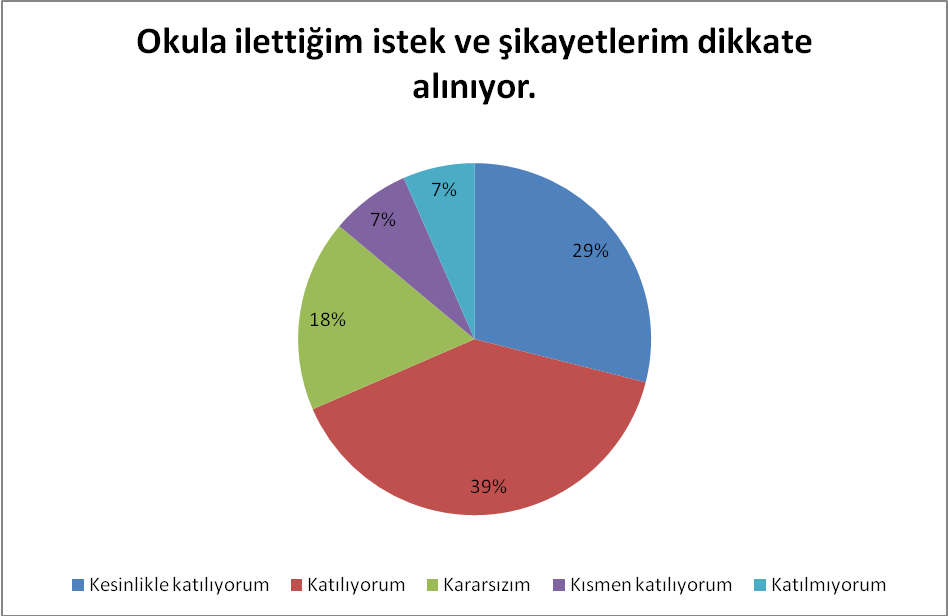 Okula ilettiğim istek ve şikayetlerim dikkate
alınıyor.
7%
7%
29%
18%
39%
Kesinlikle katılıyorum Katılıyorum Kararsızım Kısmen katılıyorum Katılmıyorum